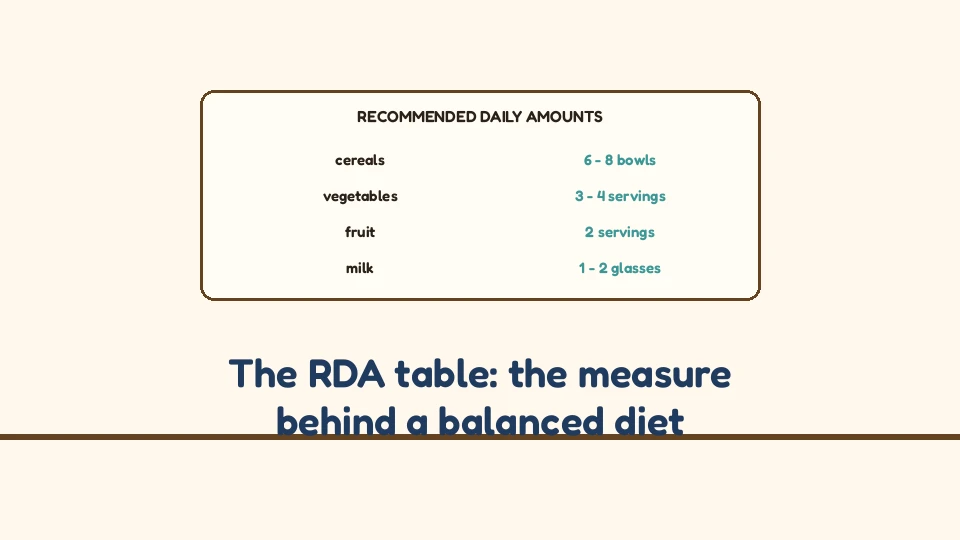 RECOMMENDED DAILY AMOUNTS
cereals 6 - 8 bowls
vegetables 3 - 4 servings
fruit 2 servings
milk 1 - 2 glasses
The RDA table: the measure
behind a balanced diet